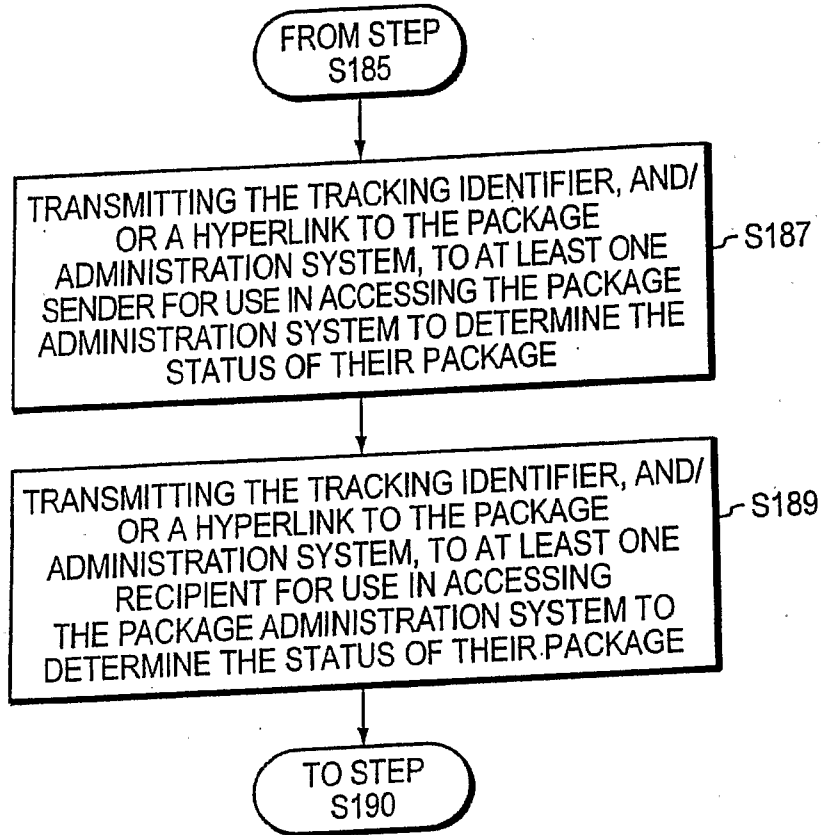 FROM STEP
S185
TRANSMITTING THE TRACKING IDENTIFIER, AND/
OR A HYPERLINK TO THE PACKAGE
ADMINISTRATION SYSTEM, TO AT LEAST ONE
SENDER FOR USE IN ACCESSING THE PACKAGE
ADMINISTRATION SYSTEM TO DETERMINE THE
STATUS OF THEIR PACKAGE
S187
TRANSMITTING THE TRACKING IDENTIFIER, AND/
OR A HYPERLINK TO THE PACKAGE
ADMINISTRATION SYSTEM, TO AT LEAST ONE
RECIPIENT FOR USE IN ACCESSING
THE PACKAGE ADMINISTRATION SYSTEM TO
DETERMINE THE STATUS OF THEIR PACKAGE
S189
TO STEP
S190